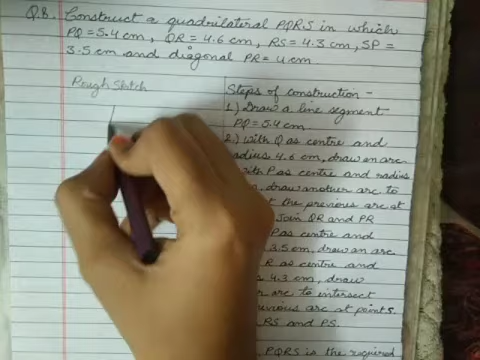 Q.8. Construct a quadrilateral PQRS in which
PQ = 5.4 cm, QR = 4.6 cm, RS = 4.3 cm, SP =
3.5 cm and diagonal PR = 4 cm
Rough Sketch
Steps of construction -
1) Draw a line segment
PQ = 5.4 cm
2.) With Q as centre and
radius 4.6 cm, draw an arc
with P as centre and radius
m, draw another arc to
t the previous arc at
Join QR and PR
P as centre and
3.5 cm, draw an arc
R as centre and
4.3 cm, draw
arc to intersect
arc at point S.
RS and PS.
PQRS is the required